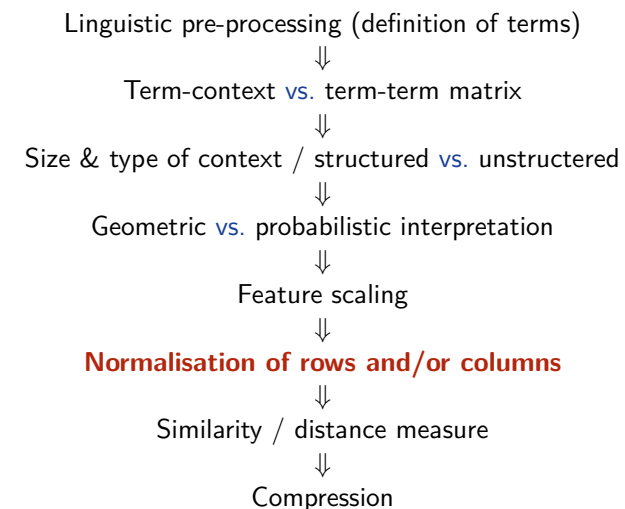 Linguistic pre-processing (definition of terms)
⇓
Term-context vs. term-term matrix
⇓
Size & type of context / structured vs. unstructered
⇓
Geometric vs. probabilistic interpretation
⇓
Feature scaling
⇓
Normalisation of rows and/or columns
⇓
Similarity / distance measure
⇓
Compression